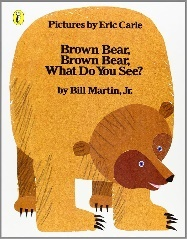 Pictures by Eric Carle
Brown Bear,
Brown Bear,
What Do You See?
by Bill Martin, Jr.